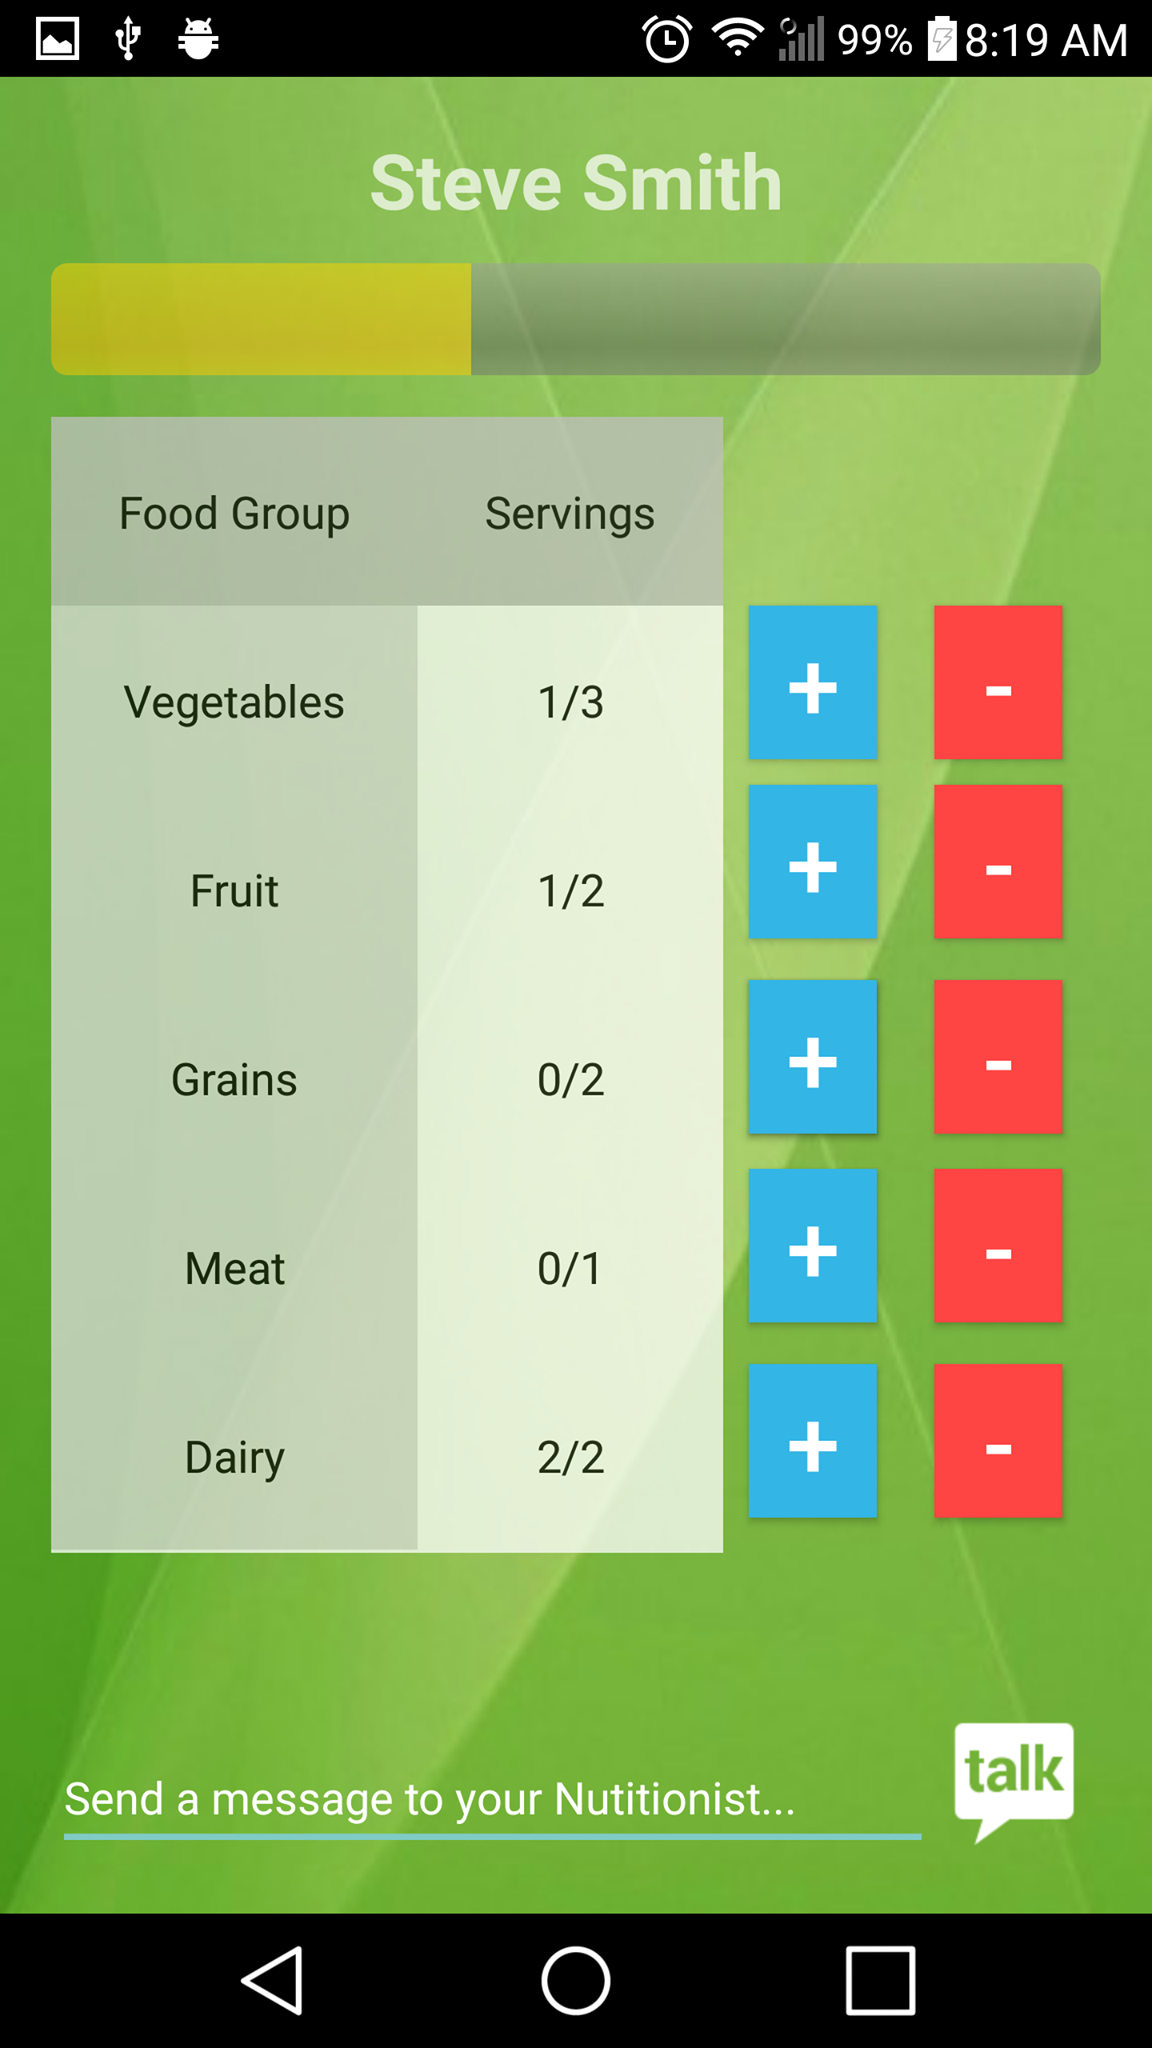 99% 8:19 AM
Steve Smith
Food Group Servings
Vegetables 1/3 + -
Fruit 1/2 + -
Grains 0/2 + -
Meat 0/1 + -
Dairy 2/2 + -
talk
Send a message to your Nutitionist...